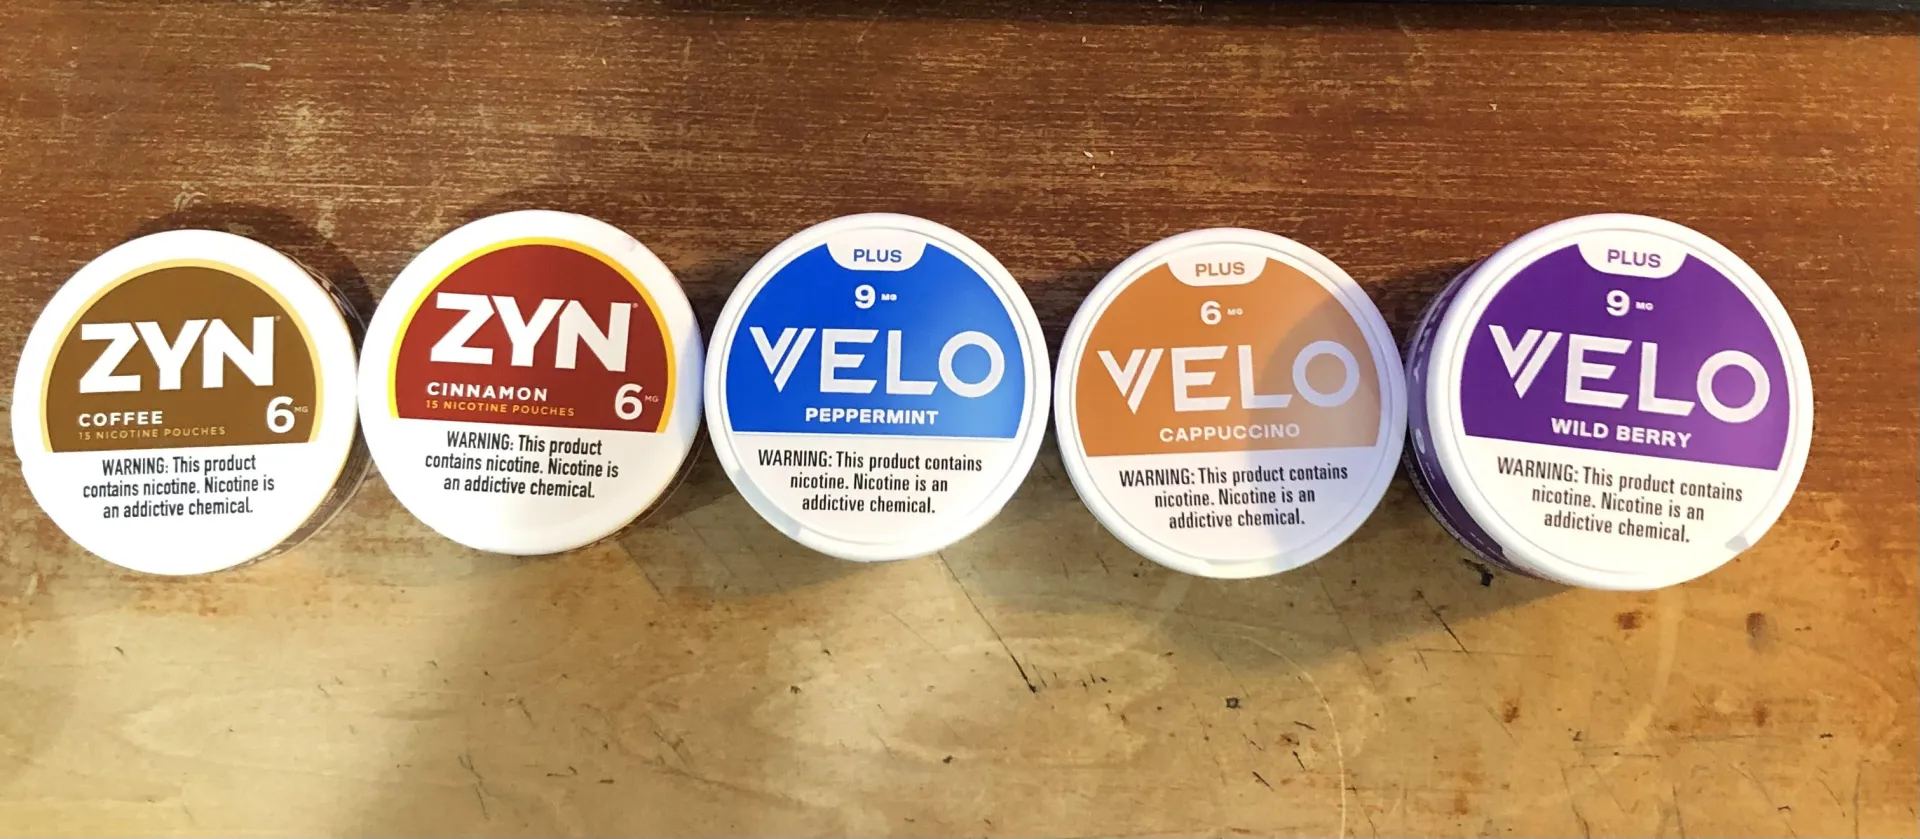 ZYN
COFFEE
15 NICOTINE POUCHES
6 MG
WARNING: This product
contains nicotine. Nicotine is
an addictive chemical.
ZYN
CINNAMON
15 NICOTINE POUCHES
6 MG
WARNING: This product
contains nicotine. Nicotine is
an addictive chemical.
PLUS
9 MG
VELO
PEPPERMINT
WARNING: This product contains
nicotine. Nicotine is an
addictive chemical.
PLUS
6 MG
VELO
CAPPUCCINO
WARNING: This product contains
nicotine. Nicotine is an
addictive chemical.
PLUS
9 MG
VELO
WILD BERRY
WARNING: This product contains
nicotine. Nicotine is an
addictive chemical.